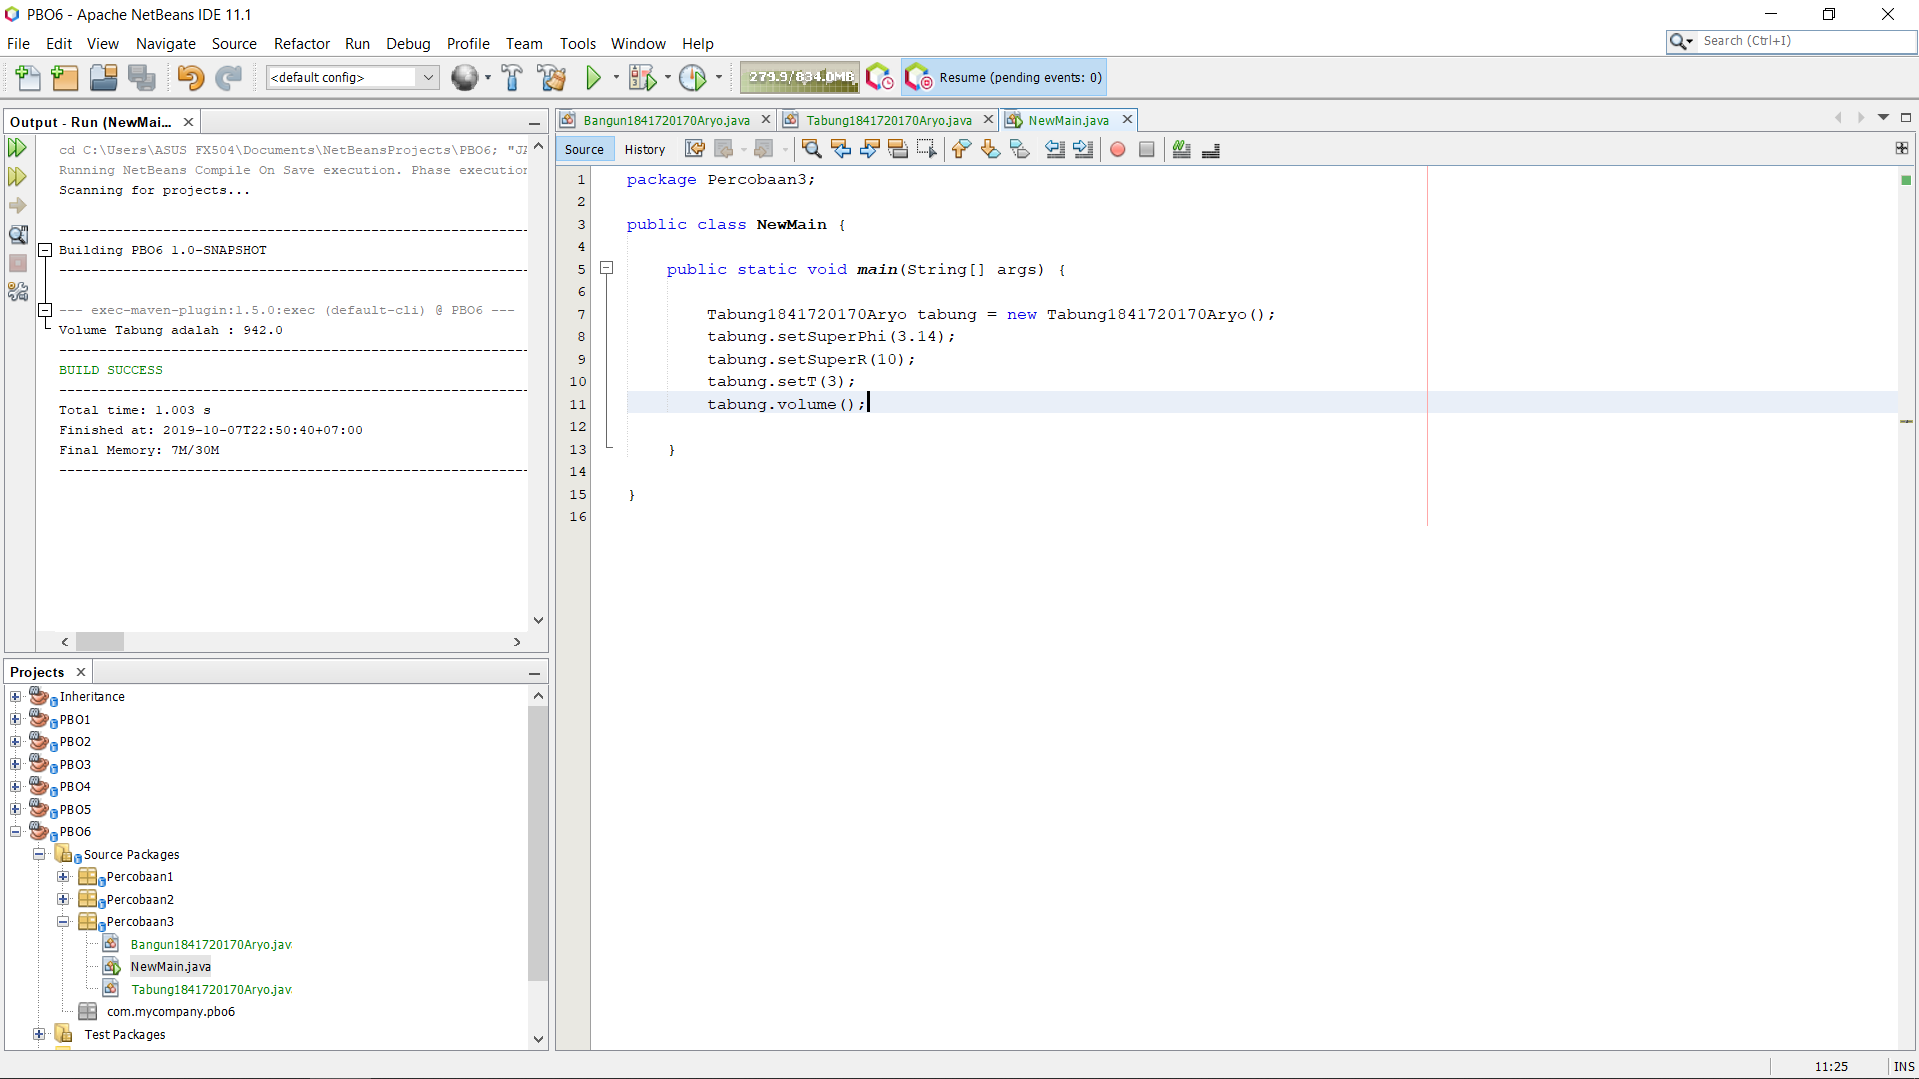 PBO6 - Apache NetBeans IDE 11.1
File Edit View Navigate Source Refactor Run Debug Profile Team Tools Window Help
Search (Ctrl+I)
<default config>
279.9/834.0MB
Resume (pending events: 0)
Output - Run (NewMai...
cd C:\Users\ASUS FX504\Documents\NetBeansProjects\PBO6; "JA
Running NetBeans Compile On Save execution. Phase execution
Scanning for projects...
------------------------------------------------------------------------
Building PBO6 1.0-SNAPSHOT
------------------------------------------------------------------------
--- exec-maven-plugin:1.5.0:exec (default-cli) @ PBO6 ---
Volume Tabung adalah : 942.0
------------------------------------------------------------------------
BUILD SUCCESS
------------------------------------------------------------------------
Total time: 1.003 s
Finished at: 2019-10-07T22:50:40+07:00
Final Memory: 7M/30M
------------------------------------------------------------------------
Projects
Inheritance
PBO1
PBO2
PBO3
PBO4
PBO5
PBO6
Source Packages
Percobaan1
Percobaan2
Percobaan3
Bangun1841720170Aryo.jav
NewMain.java
Tabung1841720170Aryo.jav
com.mycompany.pbo6
Test Packages
Bangun1841720170Aryo.java Tabung1841720170Aryo.java NewMain.java
Source History
1 package Percobaan3;
2
3 public class NewMain {
4
5 public static void main(String[] args) {
6
7 Tabung1841720170Aryo tabung = new Tabung1841720170Aryo();
8 tabung.setSuperPhi(3.14);
9 tabung.setSuperR(10);
10 tabung.setT(3);
11 tabung.volume();
12
13 }
14
15 }
16
11:25 INS